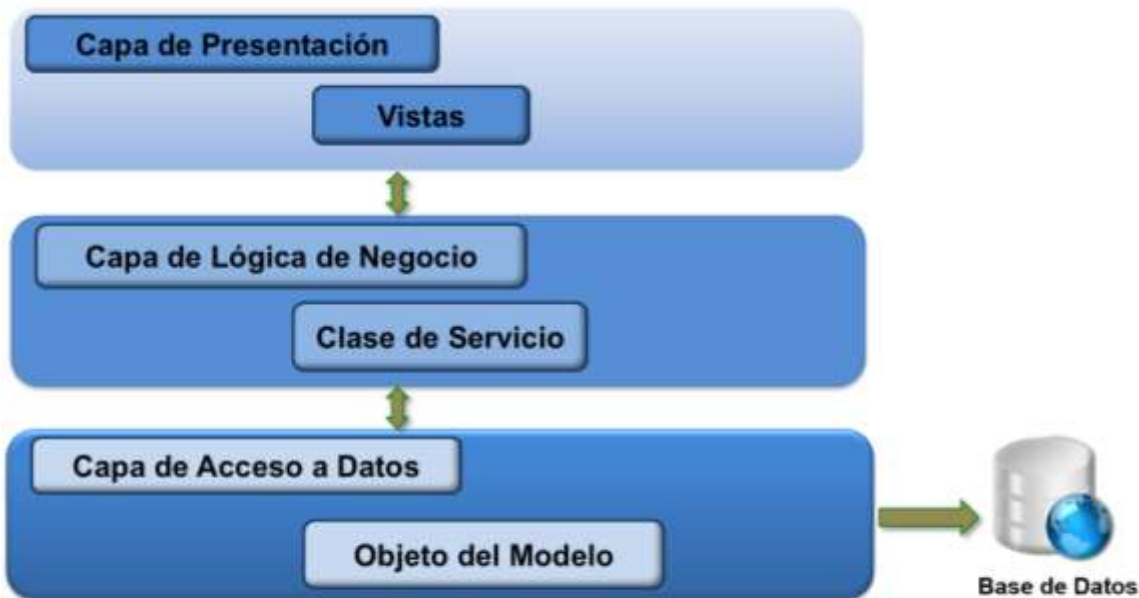 Capa de Presentación
Vistas
Capa de Lógica de Negocio
Clase de Servicio
Capa de Acceso a Datos
Objeto del Modelo
Base de Datos